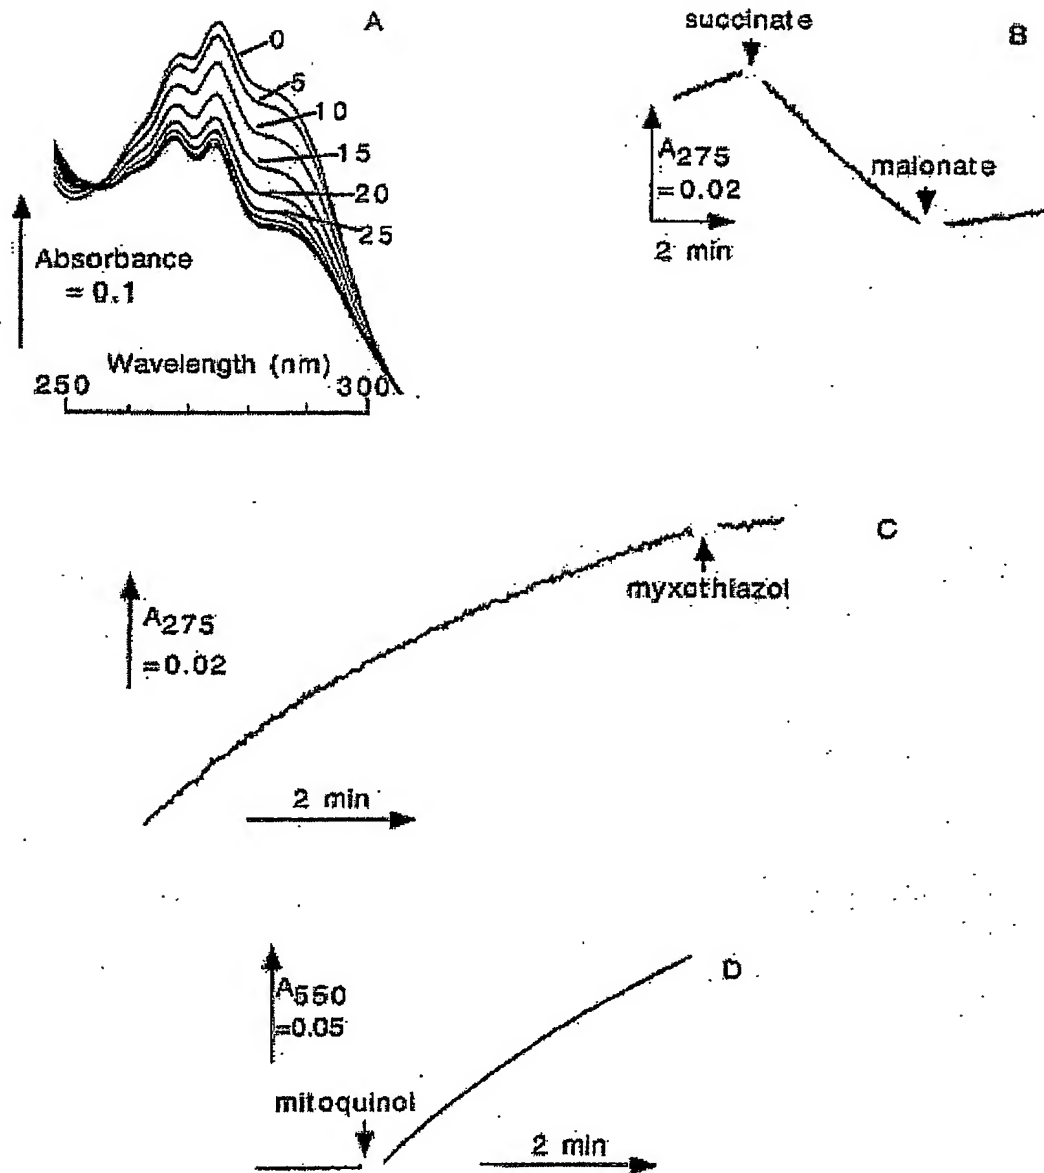 A
0
5
10
15
20
25
Absorbance
= 0.1
Wavelength (nm)
250
300
B
succinate
A275
=0.02
2 min
malonate
C
A275
=0.02
2 min
myxothiazol
D
A550
=0.05
mitoquinol
2 min